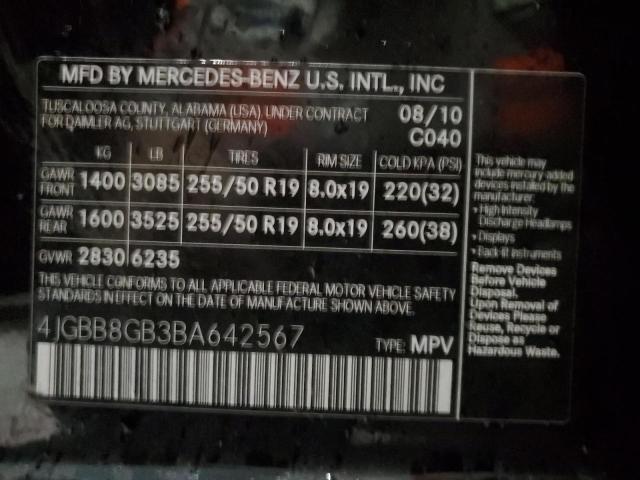 MFD BY MERCEDES-BENZ U.S. INTL., INC
TUSCALOOSA COUNTY, ALABAMA (USA), UNDER CONTRACT 08/10
FOR DAIMLER AG, STUTTGART (GERMANY) C040
KG LB TIRES RIM SIZE COLD KPA (PSI)
GAWR FRONT 1400 3085 255/50 R19 8.0x19 220(32)
GAWR REAR 1600 3525 255/50 R19 8.0x19 260(38)
GVWR 2830 6235
THIS VEHICLE CONFORMS TO ALL APPLICABLE FEDERAL MOTOR VEHICLE SAFETY
STANDARDS IN EFFECT ON THE DATE OF MANUFACTURE SHOWN ABOVE.
4JGBB8GB3BA642567 TYPE: MPV
This vehicle may
include mercury added
devices installed by the
manufacturer:
• High Intensity
Discharge Headlamps
• Displays
• Back-lit instruments
Remove Devices
Before Vehicle
Disposal.
Upon Removal of
Devices Please
Reuse, Recycle or
Dispose as
Hazardous Waste.